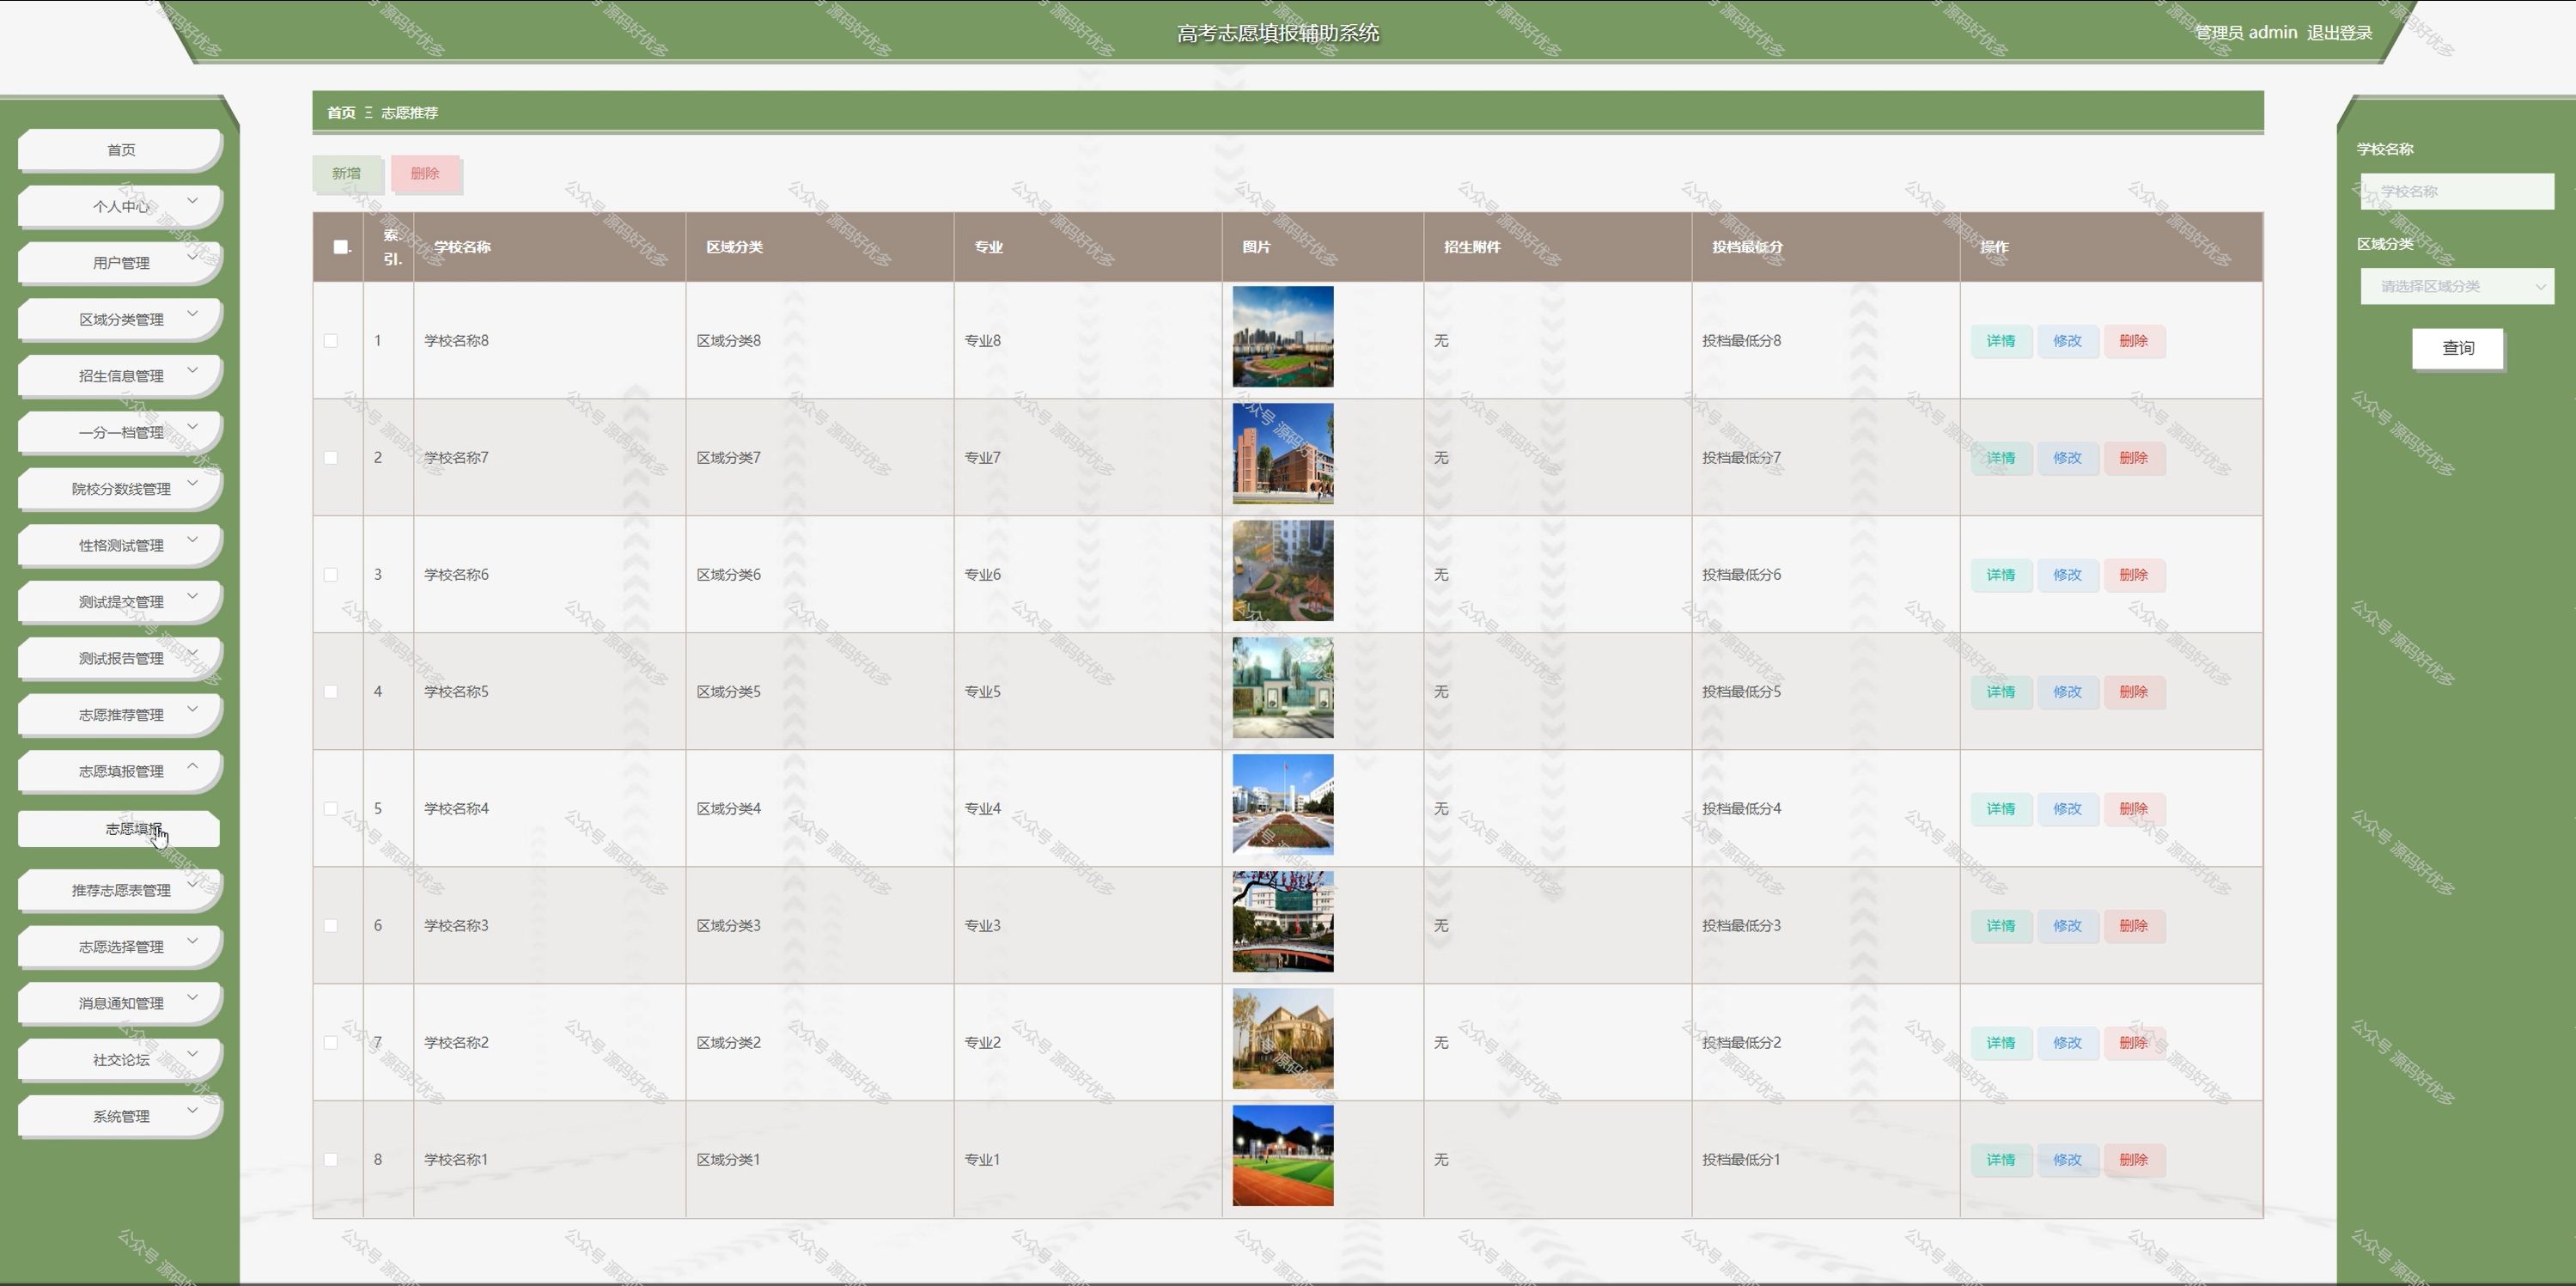 高考志愿填报辅助系统
管理员 admin 退出登录
首页 Ξ 志愿推荐
首页
个人中心
用户管理
区域分类管理
招生信息管理
一分一档管理
院校分数线管理
性格测试管理
测试提交管理
测试报告管理
志愿推荐管理
志愿填报管理
志愿填报
推荐志愿表管理
志愿选择管理
消息通知管理
社交论坛
系统管理
新增 删除
索引. 学校名称 区域分类 专业 图片 招生附件 投档最低分 操作
1 学校名称8 区域分类8 专业8 无 投档最低分8 详情 修改 删除
2 学校名称7 区域分类7 专业7 无 投档最低分7 详情 修改 删除
3 学校名称6 区域分类6 专业6 无 投档最低分6 详情 修改 删除
4 学校名称5 区域分类5 专业5 无 投档最低分5 详情 修改 删除
5 学校名称4 区域分类4 专业4 无 投档最低分4 详情 修改 删除
6 学校名称3 区域分类3 专业3 无 投档最低分3 详情 修改 删除
7 学校名称2 区域分类2 专业2 无 投档最低分2 详情 修改 删除
8 学校名称1 区域分类1 专业1 无 投档最低分1 详情 修改 删除
学校名称
学校名称
区域分类
请选择区域分类
查询
公众号 源码好优多